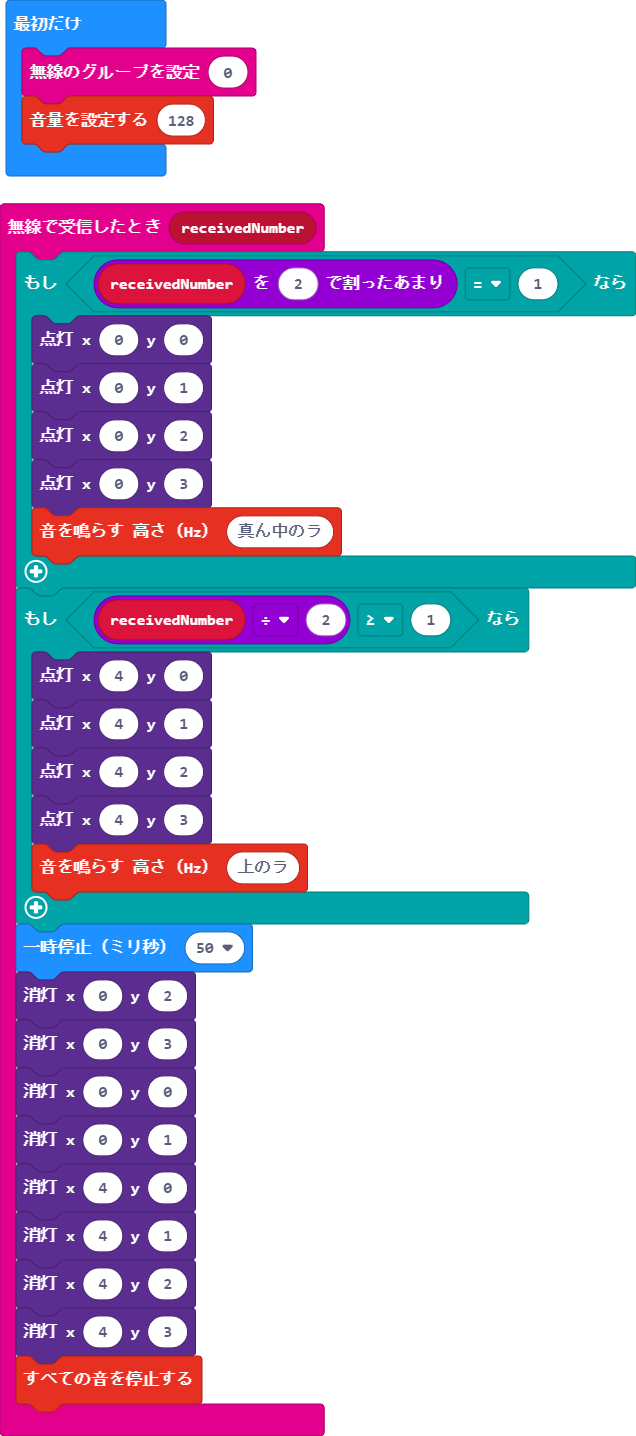 最初だけ
無線のグループを設定 0
音量を設定する 128
無線で受信したとき receivedNumber
もし receivedNumber を 2 で割ったあまり = 1 なら
点灯 x 0 y 0
点灯 x 0 y 1
点灯 x 0 y 2
点灯 x 0 y 3
音を鳴らす 高さ (Hz) 真ん中のラ
もし receivedNumber ÷ 2 ≥ 1 なら
点灯 x 4 y 0
点灯 x 4 y 1
点灯 x 4 y 2
点灯 x 4 y 3
音を鳴らす 高さ (Hz) 上のラ
一時停止 (ミリ秒) 50
消灯 x 0 y 2
消灯 x 0 y 3
消灯 x 0 y 0
消灯 x 0 y 1
消灯 x 4 y 0
消灯 x 4 y 1
消灯 x 4 y 2
消灯 x 4 y 3
すべての音を停止する